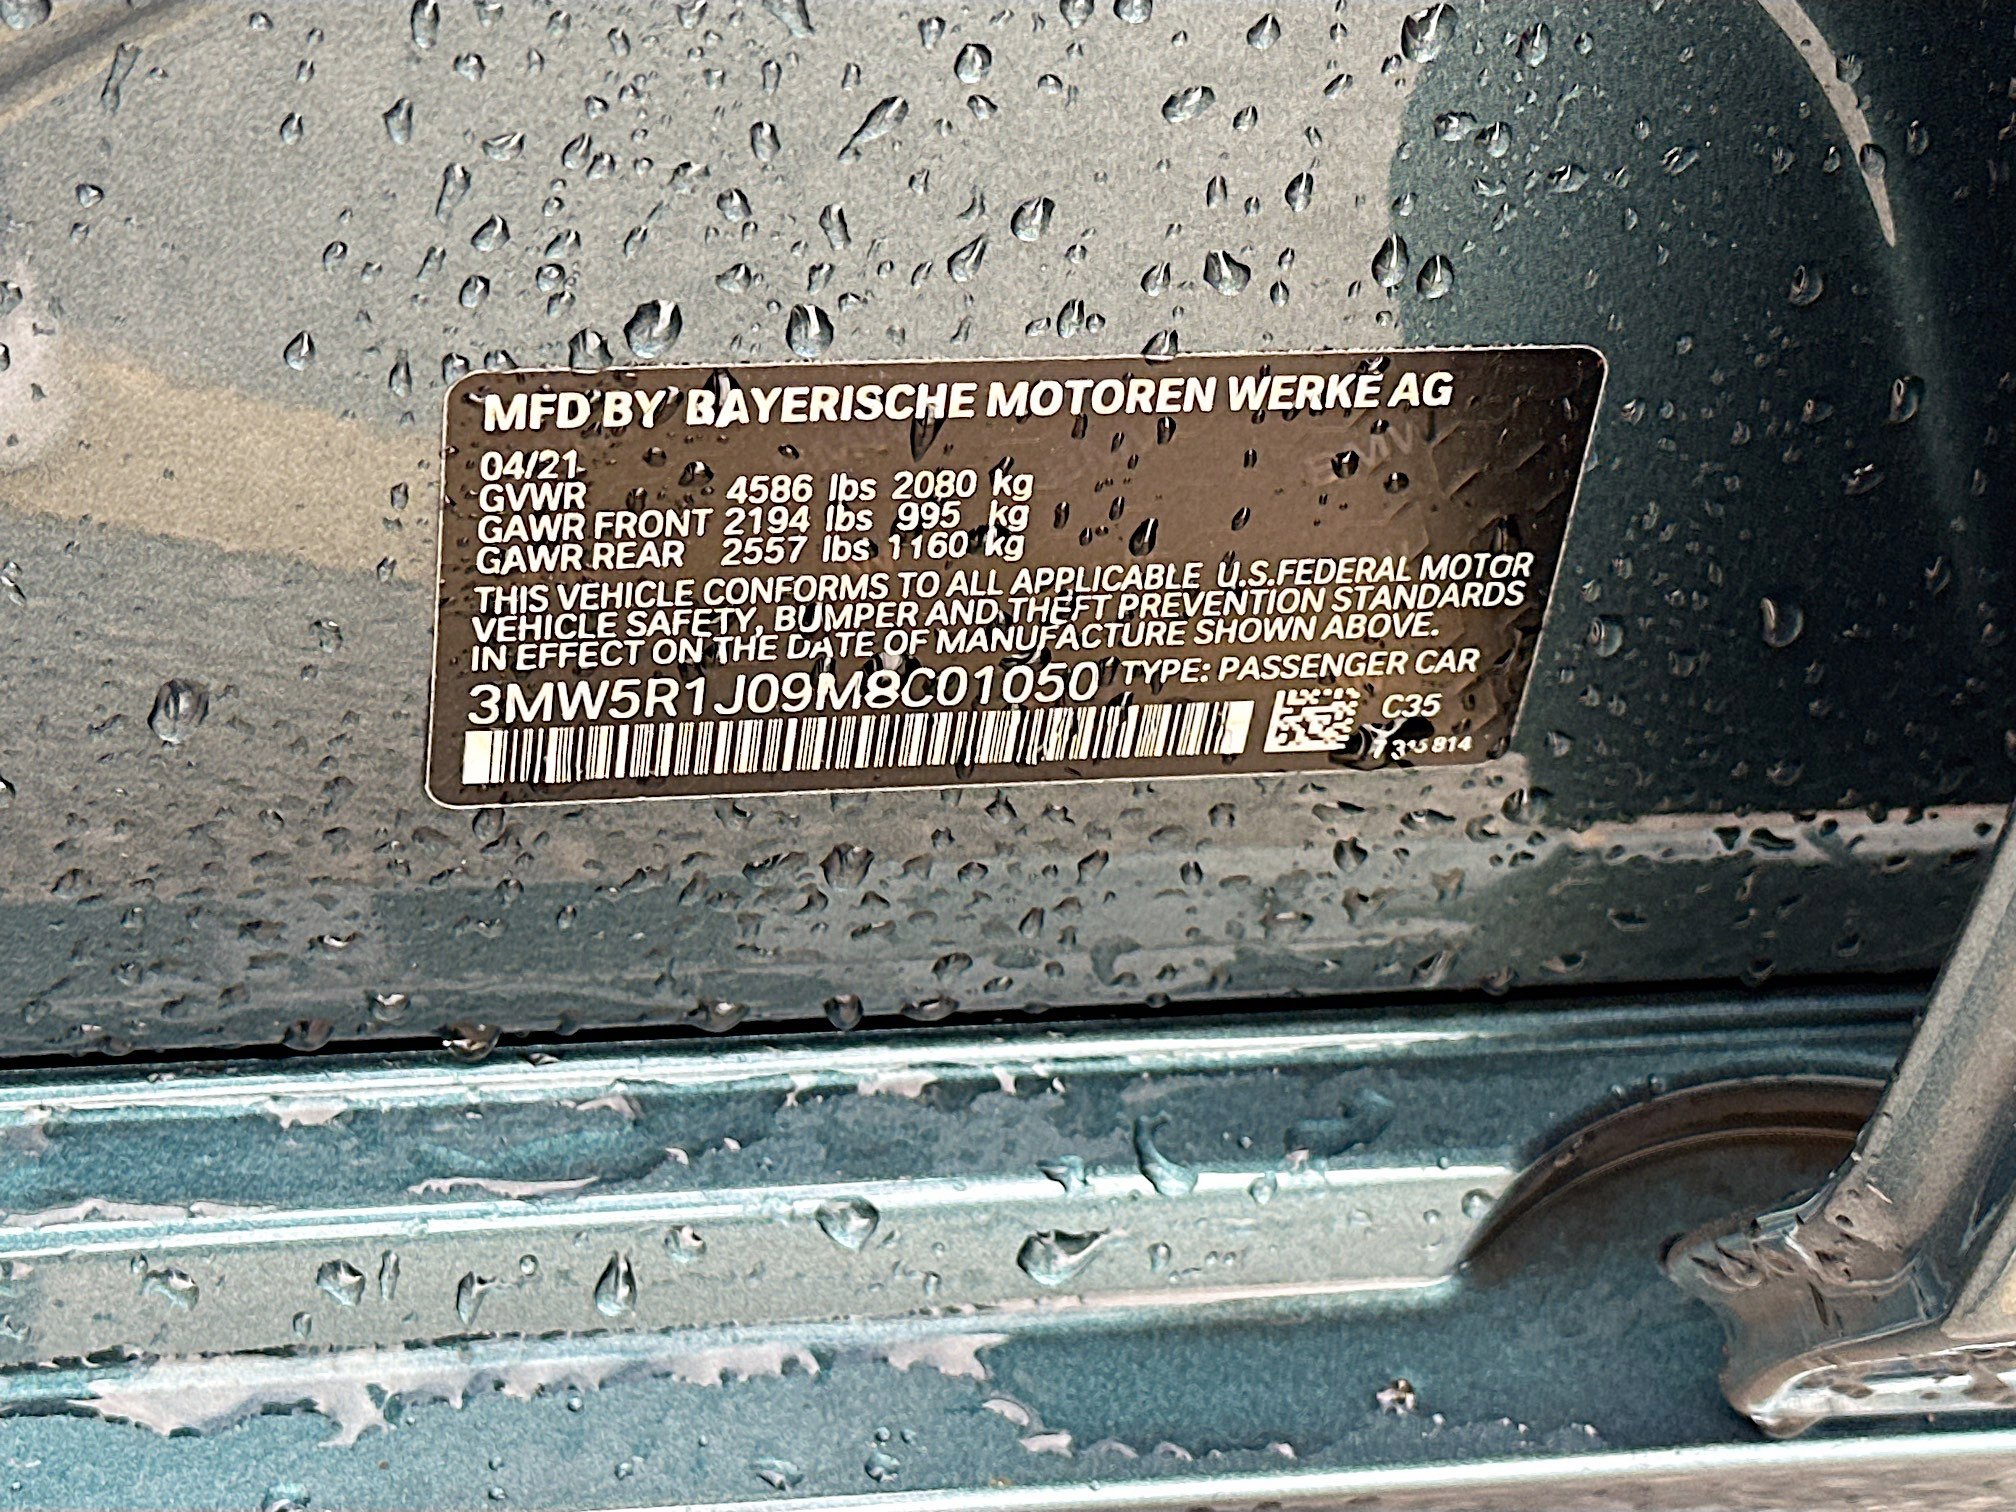 MFD BY BAYERISCHE MOTOREN WERKE AG
04/21
GVWR 4586 lbs 2080 kg
GAWR FRONT 2194 lbs 995 kg
GAWR REAR 2557 lbs 1160 kg
THIS VEHICLE CONFORMS TO ALL APPLICABLE U.S.FEDERAL MOTOR
VEHICLE SAFETY, BUMPER AND THEFT PREVENTION STANDARDS
IN EFFECT ON THE DATE OF MANUFACTURE SHOWN ABOVE.
3MW5R1J09M8C01050 TYPE: PASSENGER CAR
C35